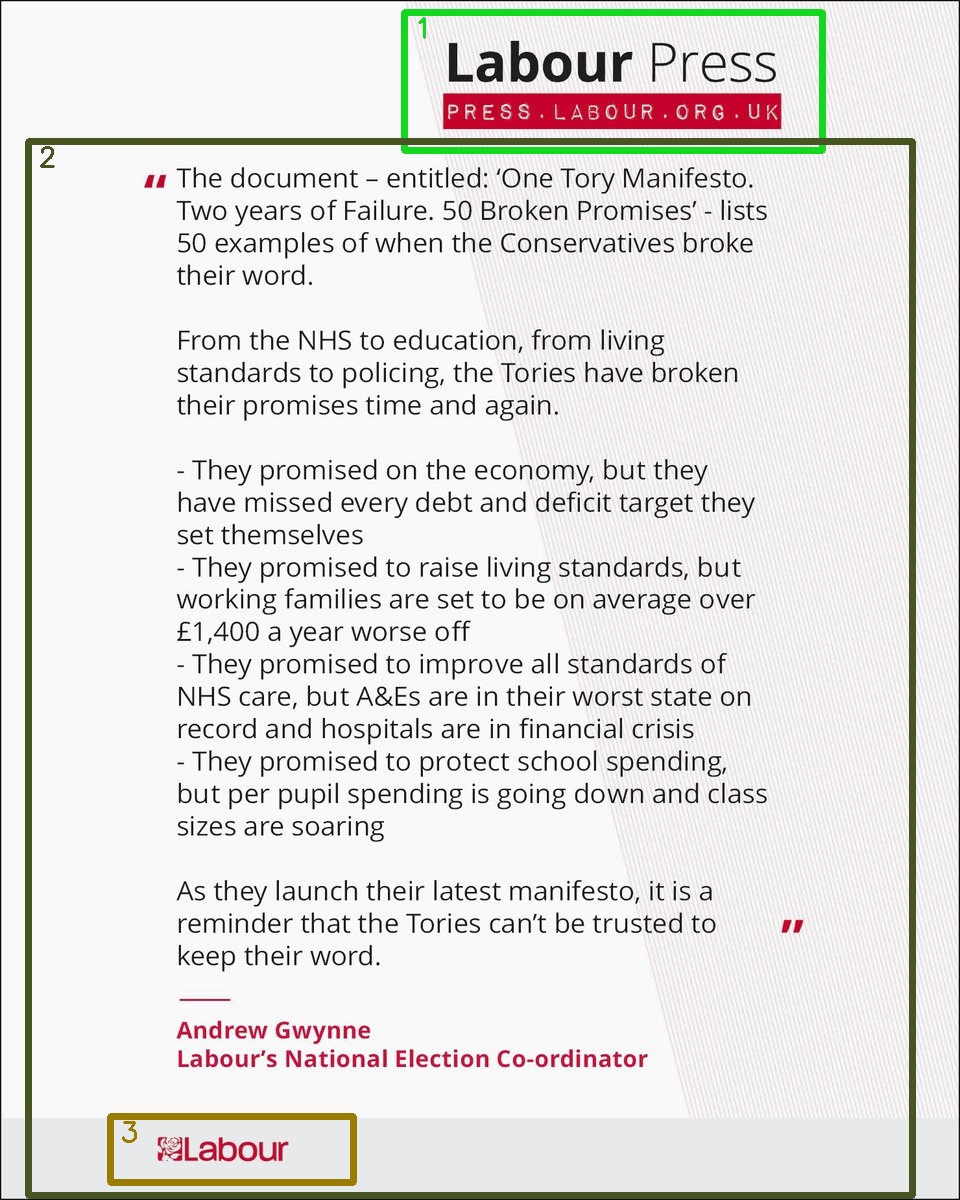 Labour Press
PRESS.LABOUR.ORG.UK
" The document – entitled: ‘One Tory Manifesto.
Two years of Failure. 50 Broken Promises’ - lists
50 examples of when the Conservatives broke
their word.
From the NHS to education, from living
standards to policing, the Tories have broken
their promises time and again.
- They promised on the economy, but they
have missed every debt and deficit target they
set themselves
- They promised to raise living standards, but
working families are set to be on average over
£1,400 a year worse off
- They promised to improve all standards of
NHS care, but A&Es are in their worst state on
record and hospitals are in financial crisis
- They promised to protect school spending,
but per pupil spending is going down and class
sizes are soaring
As they launch their latest manifesto, it is a
reminder that the Tories can’t be trusted to
keep their word. "
Andrew Gwynne
Labour’s National Election Co-ordinator
Labour